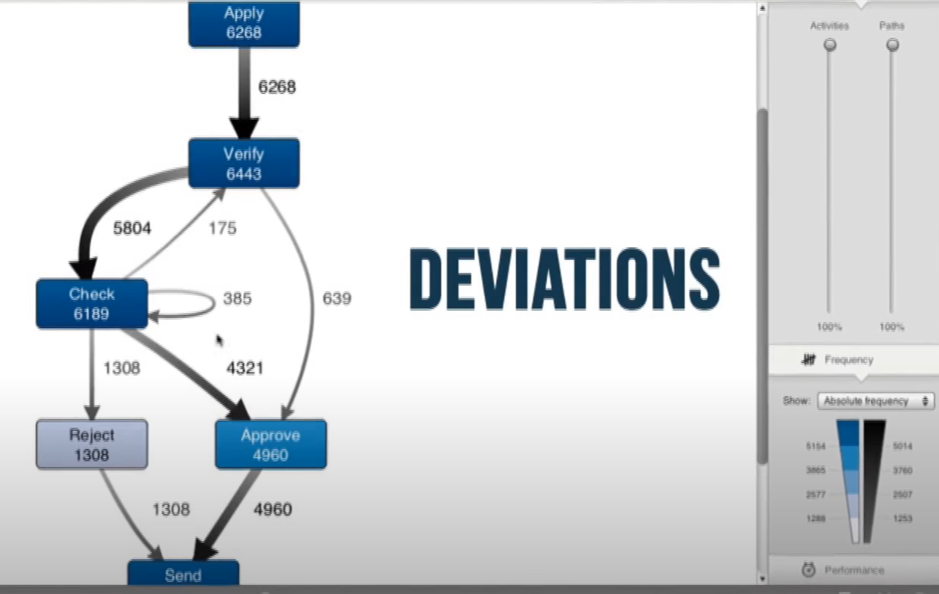 Apply
6268
6268
Verify
6443
5804
175
Check
6189
385
639
1308
4321
Reject
1308
Approve
4960
1308
4960
Send
DEVIATIONS
Activities
Paths
100%
100%
Frequency
Show:
Absolute frequency
5154
5014
3865
3760
2577
2507
1288
1253
Performance